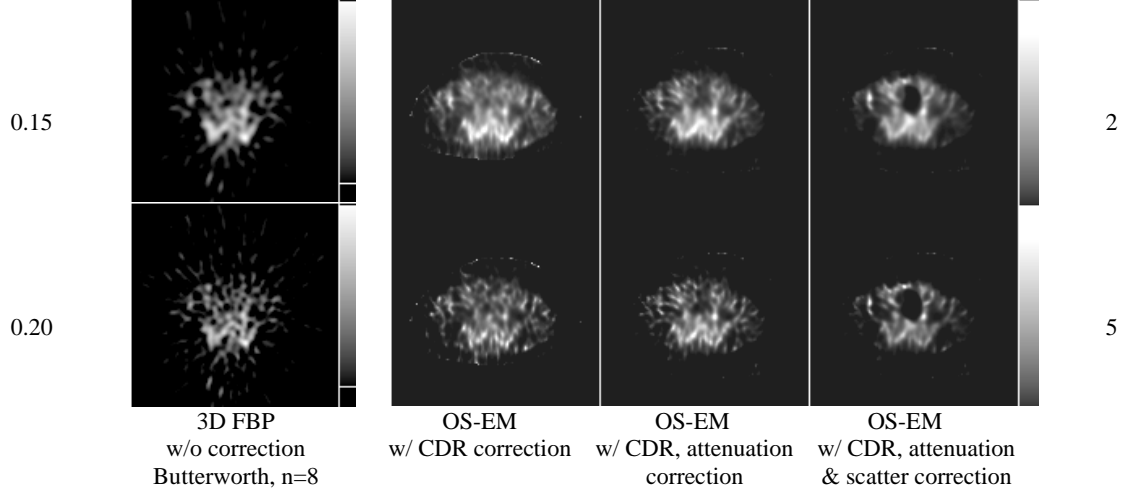 0.15
2
0.20
5
3D FBP
w/o correction
Butterworth, n=8
OS-EM
w/ CDR correction
OS-EM
w/ CDR, attenuation
correction
OS-EM
w/ CDR, attenuation
& scatter correction